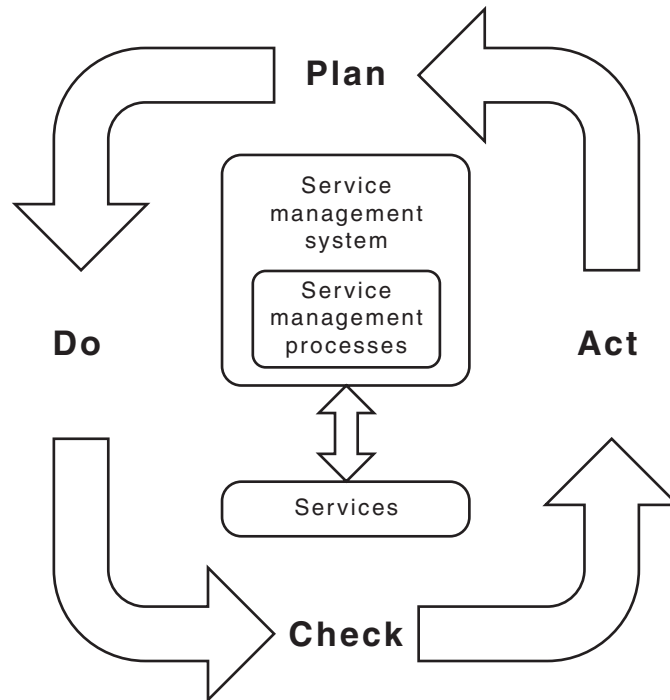 Plan
Service
management
system
Service
management
processes
Do
Act
Services
Check